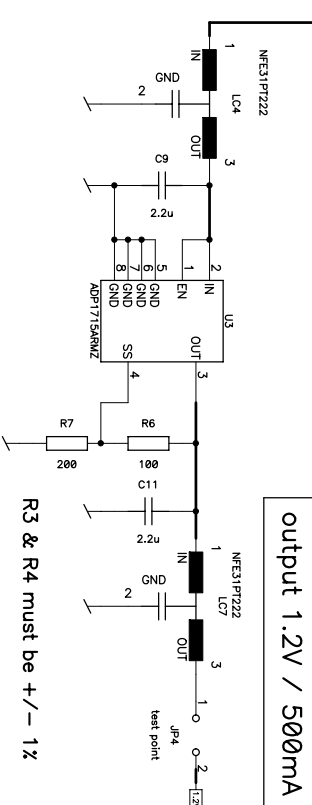 NFE31PT222
1
IN
LC4
GND
2
OUT
3
C9
2.2u
8
7
6
5
1
2
GND
GND
GND
GND
EN
IN
ADP1715ARMZ
U3
SS
OUT
4
3
R7
R6
200
100
C11
2.2u
output 1.2V / 500mA
R3 & R4 must be +/- 1%
NFE31PT222
1
IN
LC7
GND
2
OUT
3
1
JP4
test point
2